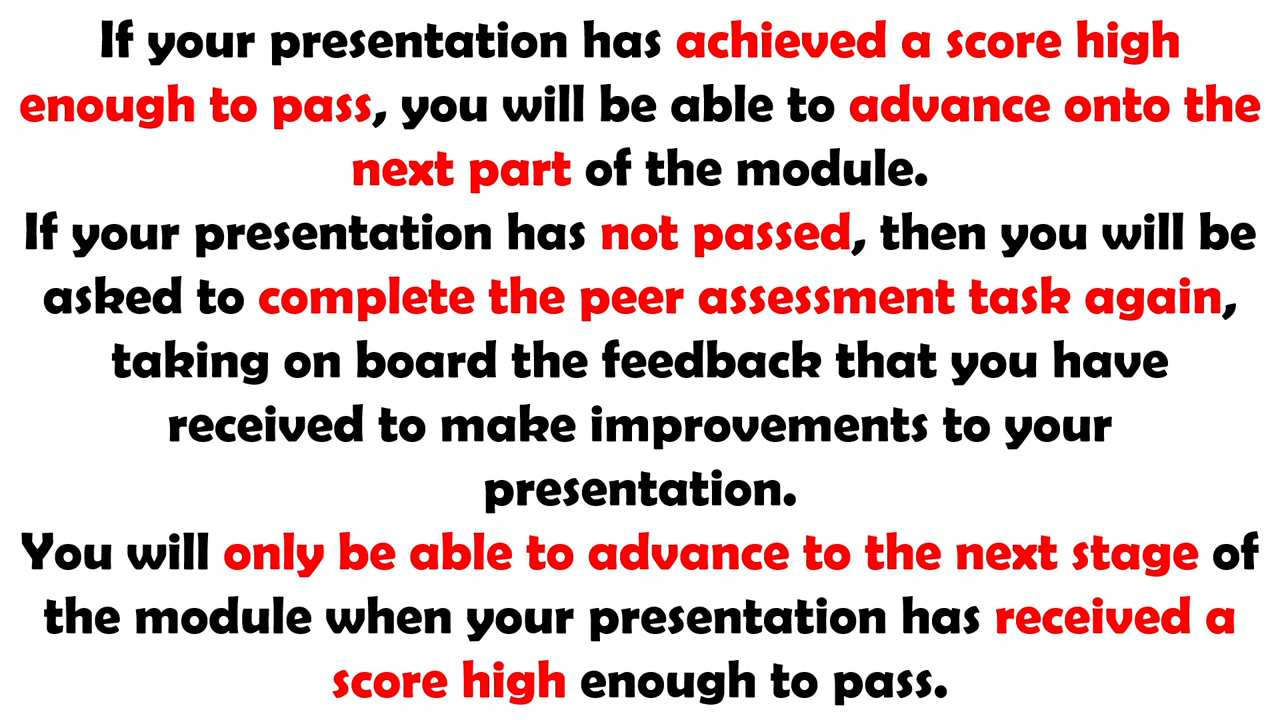 If your presentation has achieved a score high
enough to pass, you will be able to advance onto the
next part of the module.
If your presentation has not passed, then you will be
asked to complete the peer assessment task again,
taking on board the feedback that you have
received to make improvements to your
presentation.
You will only be able to advance to the next stage of
the module when your presentation has received a
score high enough to pass.